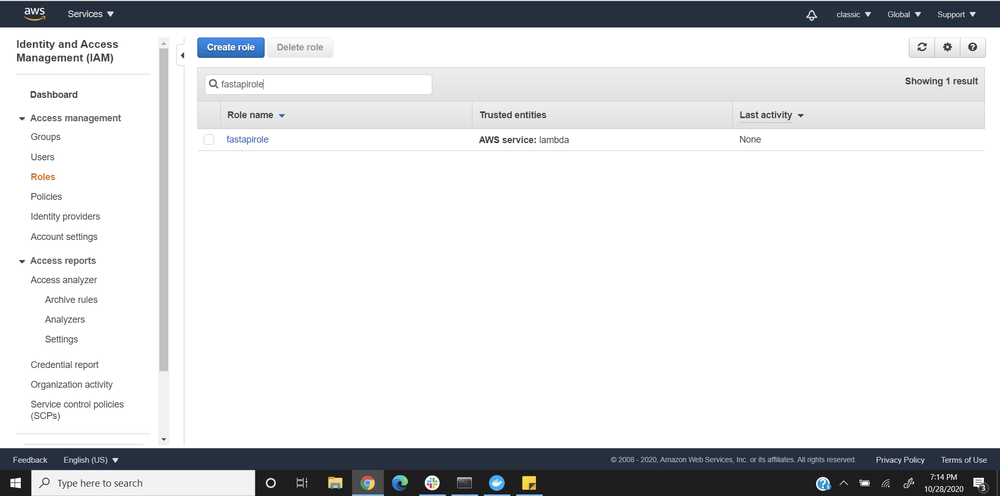 aws
Services
classic
Global
Support
Identity and Access
Management (IAM)
Dashboard
Access management
Groups
Users
Roles
Policies
Identity providers
Account settings
Access reports
Access analyzer
Archive rules
Analyzers
Settings
Credential report
Organization activity
Service control policies
(SCPs)
Create role
Delete role
fastapirole
Showing 1 result
Role name
Trusted entities
Last activity
fastapirole
AWS service: lambda
None
Feedback
English (US)
© 2008 - 2020, Amazon Web Services, Inc. or its affiliates. All rights reserved.
Privacy Policy
Terms of Use
Type here to search
7:14 PM
10/28/2020
3